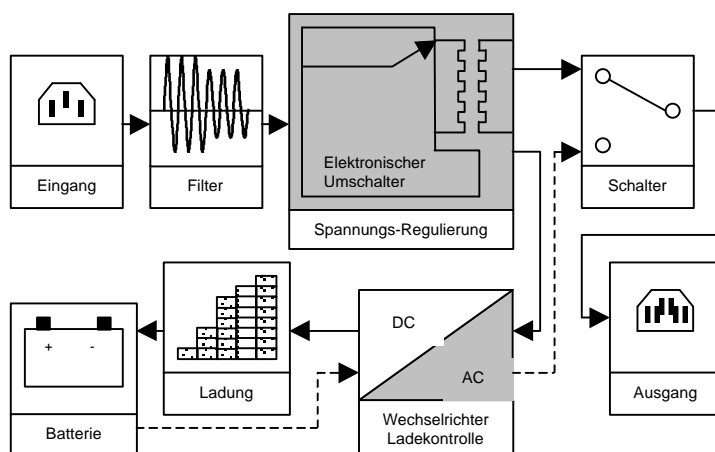 Elektronischer
Umschalter
Eingang
Filter
Spannungs-Regulierung
Schalter
+ -
DC
AC
Batterie
Ladung
Wechselrichter
Ladekontrolle
Ausgang